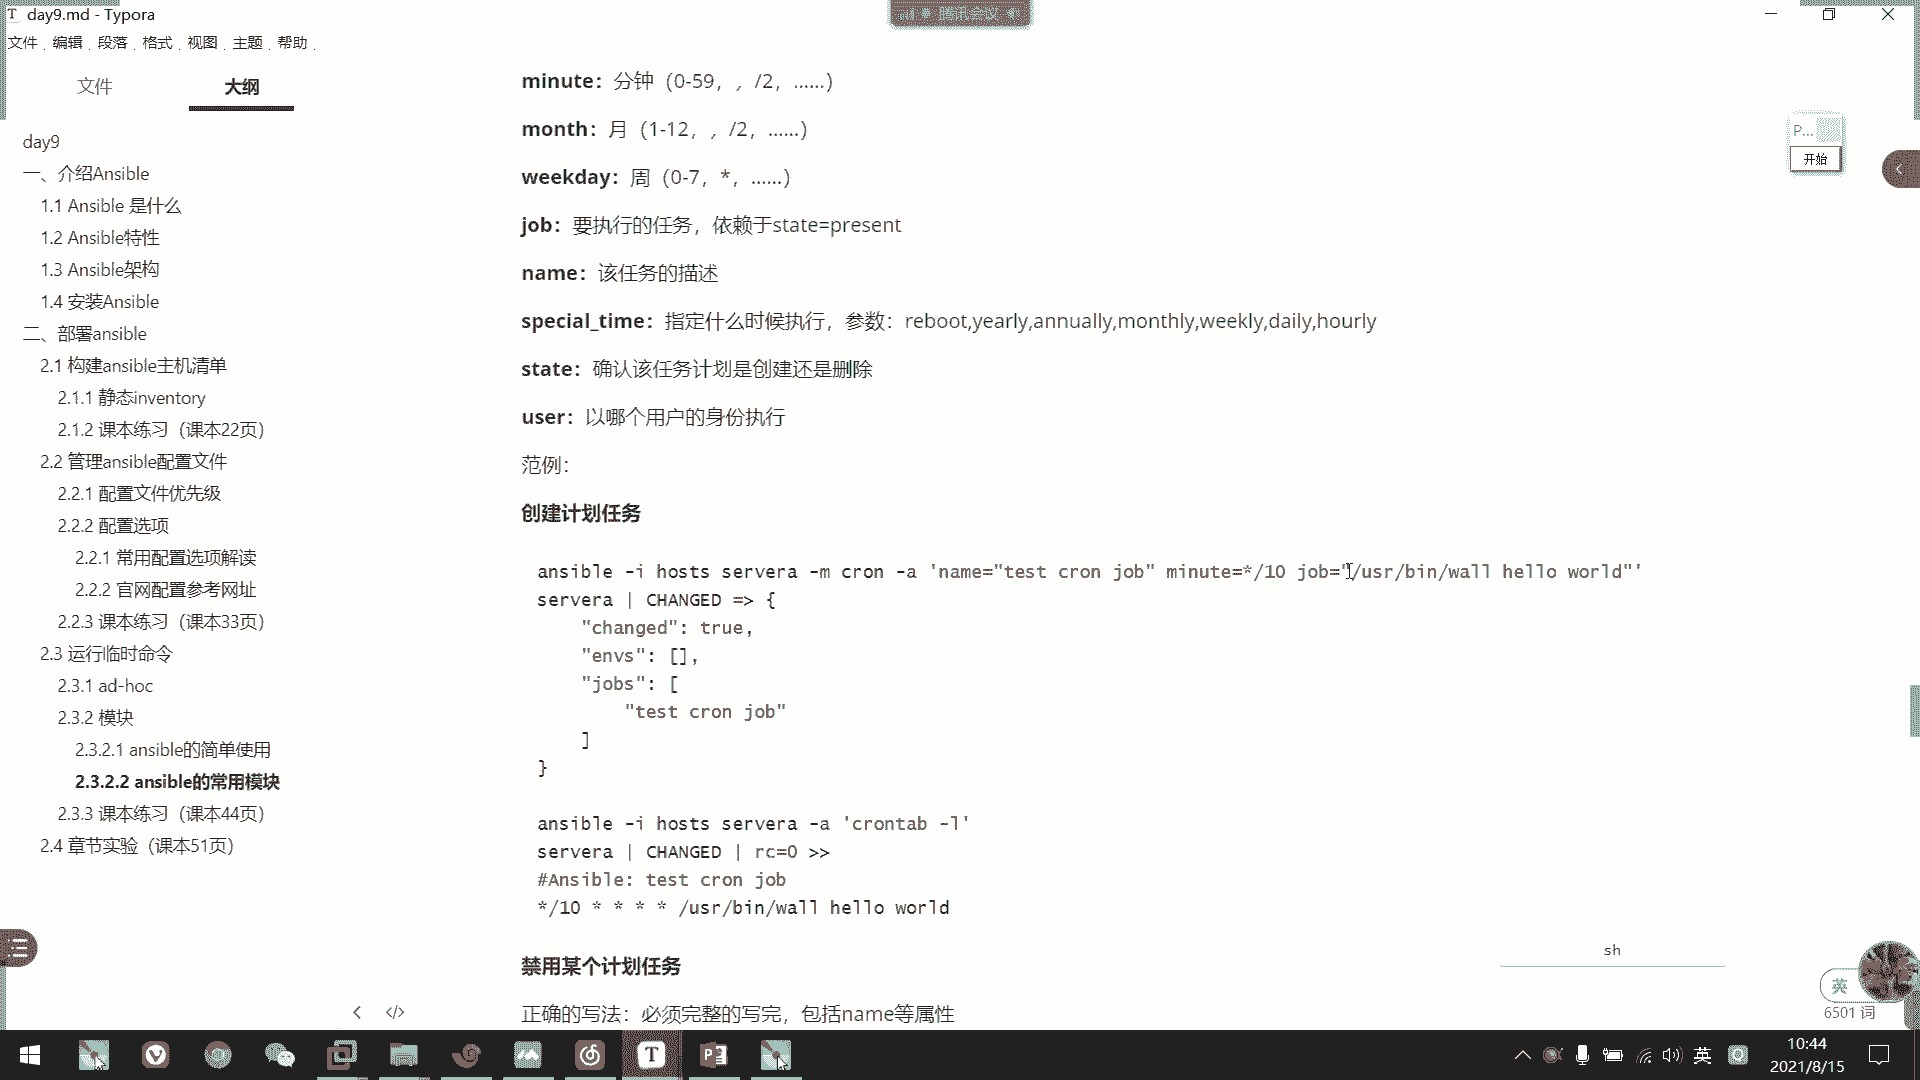 day9.md - Typora
腾讯会议
文件 编辑 段落 格式 视图 主题 帮助
文件 大纲
day9
一、介绍Ansible
1.1 Ansible 是什么
1.2 Ansible特性
1.3 Ansible架构
1.4 安装Ansible
二、部署ansible
2.1 构建ansible主机清单
2.1.1 静态inventory
2.1.2 课本练习（课本22页）
2.2 管理ansible配置文件
2.2.1 配置文件优先级
2.2.2 配置选项
2.2.1 常用配置选项解读
2.2.2 官网配置参考网址
2.2.3 课本练习（课本33页）
2.3 运行临时命令
2.3.1 ad-hoc
2.3.2 模块
2.3.2.1 ansible的简单使用
2.3.2.2 ansible的常用模块
2.3.3 课本练习（课本44页）
2.4 章节实验（课本51页）
minute：分钟（0-59，，/2，……）
month：月（1-12，，/2，……）
weekday：周（0-7，*，……）
job：要执行的任务，依赖于state=present
name：该任务的描述
special_time：指定什么时候执行，参数：reboot,yearly,annually,monthly,weekly,daily,hourly
state：确认该任务计划是创建还是删除
user：以哪个用户的身份执行
范例：
创建计划任务
ansible -i hosts servera -m cron -a 'name="test cron job" minute=*/10 job="/usr/bin/wall hello world"'
servera | CHANGED => {
"changed": true,
"envs": [],
"jobs": [
"test cron job"
]
}
ansible -i hosts servera -a 'crontab -l'
servera | CHANGED | rc=0 >>
#Ansible: test cron job
*/10 * * * * /usr/bin/wall hello world
禁用某个计划任务
正确的写法：必须完整的写完，包括name等属性
P...
开始
sh
英
6501 词
英
10:44
2021/8/15